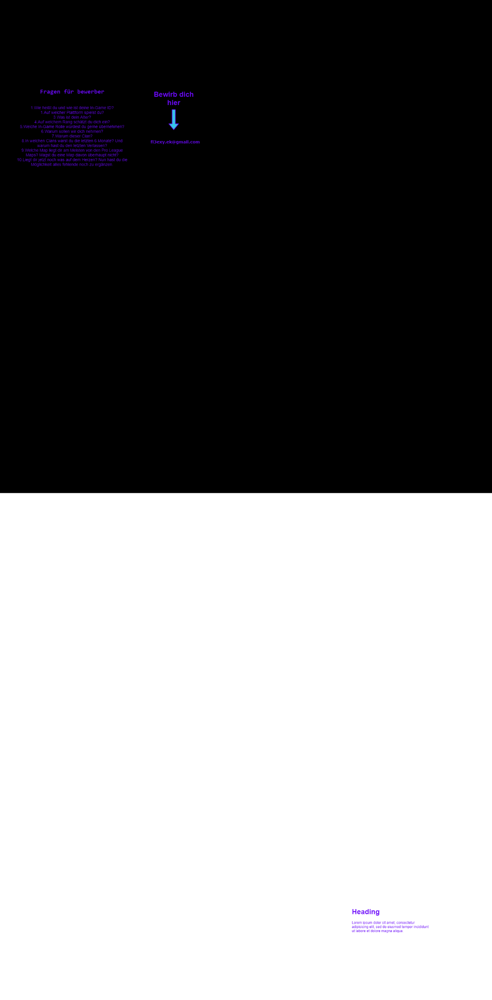 Fragen für bewerber
1.Wie heißt du und wie ist deine In-Game ID?
1.Auf welcher Plattform spielst du?
3.Was ist dein Alter?
4.Auf welchem Rang schätzt du dich ein?
5.Welche In-Game Rolle würdest du gerne übernehmen?
6.Warum sollen wir dich nehmen?
7.Warum dieser Clan?
8.In welchen Clans warst du die letzten 6 Monate? Und
warum hast du den letzten Verlassen?
9.Welche Map liegt dir am Meisten von den Pro League
Maps? Magst du eine Map davon überhaupt nicht?
10.Liegt dir jetzt noch was auf dem Herzen? Nun hast du die
Möglichkeit alles fehlende noch zu ergänzen.
Bewirb dich
hier
fl3exy.ek@gmail.com
Heading
Lorem ipsum dolor sit amet, consectetur
adipisicing elit, sed do eiusmod tempor incididunt
ut labore et dolore magna aliqua.